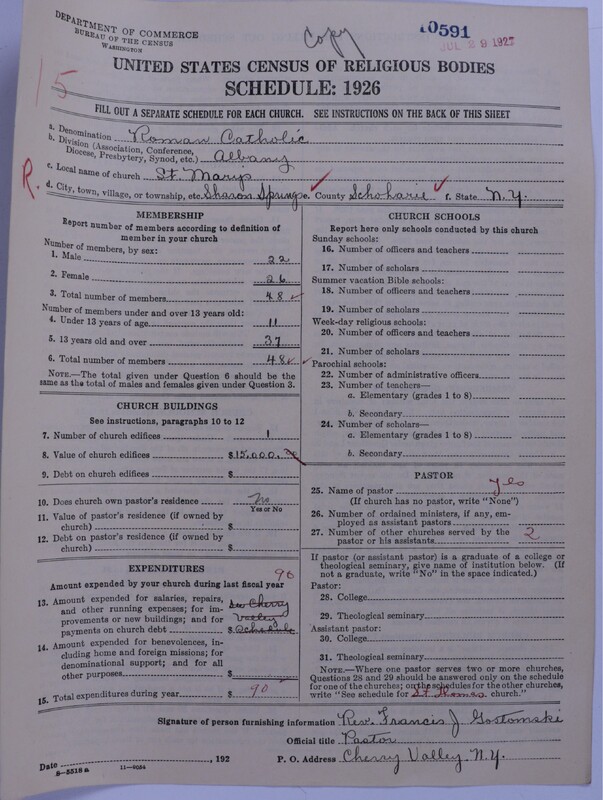 DEPARTMENT OF COMMERCE
BUREAU OF THE CENSUS
WASHINGTON
Copy
10591
JUL 29 1927
15
UNITED STATES CENSUS OF RELIGIOUS BODIES
SCHEDULE: 1926
FILL OUT A SEPARATE SCHEDULE FOR EACH CHURCH. SEE INSTRUCTIONS ON THE BACK OF THIS SHEET
a. Denomination Roman Catholic
b. Division (Association, Conference,
Diocese, Presbytery, Synod, etc.) Albany
c. Local name of church St. Marys
R.
d. City, town, village, or township, etc. Sharon Springs e. County Schoharie f. State N.Y.
MEMBERSHIP
Report number of members according to definition of
member in your church
Number of members, by sex:
1. Male 22
2. Female 26
3. Total number of members 48
Number of members under and over 13 years old:
4. Under 13 years of age 11
5. 13 years old and over 37
6. Total number of members 48
NOTE.—The total given under Question 6 should be the
same as the total of males and females given under Question 3.
CHURCH BUILDINGS
See instructions, paragraphs 10 to 12
7. Number of church edifices 1
8. Value of church edifices $15,000.00
9. Debt on church edifices $
10. Does church own pastor's residence No
Yes or No
11. Value of pastor's residence (if owned by
church) $
12. Debt on pastor's residence (if owned by
church) $
EXPENDITURES
Amount expended by your church during last fiscal year
90
13. Amount expended for salaries, repairs,
and other running expenses; for im-
provements or new buildings; and for
payments on church debt $ See Cherry
Valley
Schedule
14. Amount expended for benevolences, in-
cluding home and foreign missions; for
denominational support; and for all
other purposes $
15. Total expenditures during year $ 90
CHURCH SCHOOLS
Report here only schools conducted by this church
Sunday schools:
16. Number of officers and teachers
17. Number of scholars
Summer vacation Bible schools:
18. Number of officers and teachers
19. Number of scholars
Week-day religious schools:
20. Number of officers and teachers
21. Number of scholars
Parochial schools:
22. Number of administrative officers
23. Number of teachers—
a. Elementary (grades 1 to 8)
b. Secondary
24. Number of scholars—
a. Elementary (grades 1 to 8)
b. Secondary
PASTOR
25. Name of pastor yes
(If church has no pastor, write "None")
26. Number of ordained ministers, if any, em-
ployed as assistant pastors
27. Number of other churches served by the
pastor or his assistants 2
If pastor (or assistant pastor) is a graduate of a college or
theological seminary, give name of institution below. (If
not a graduate, write "No" in the space indicated.)
Pastor:
28. College
29. Theological seminary
Assistant pastor:
30. College
31. Theological seminary
NOTE.—Where one pastor serves two or more churches,
Questions 28 and 29 should be answered only on the schedule
for one of the churches; on the schedules for the other churches,
write "See schedule for St Thomas church."
Signature of person furnishing information Rev. Francis J Gostomski
Official title Pastor
Date , 192 P. O. Address Cherry Valley. N.Y.
8-5518a 11-9054